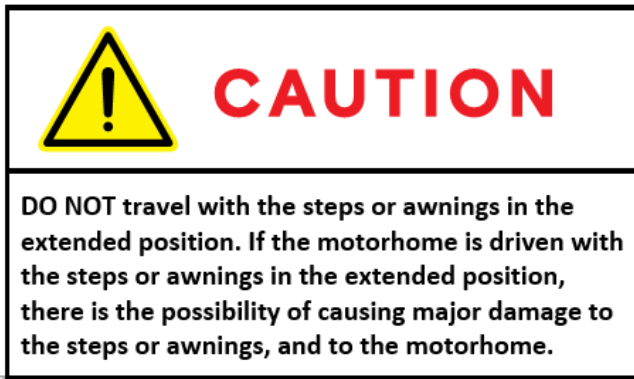 CAUTION
DO NOT travel with the steps or awnings in the
extended position. If the motorhome is driven with
the steps or awnings in the extended position,
there is the possibility of causing major damage to
the steps or awnings, and to the motorhome.